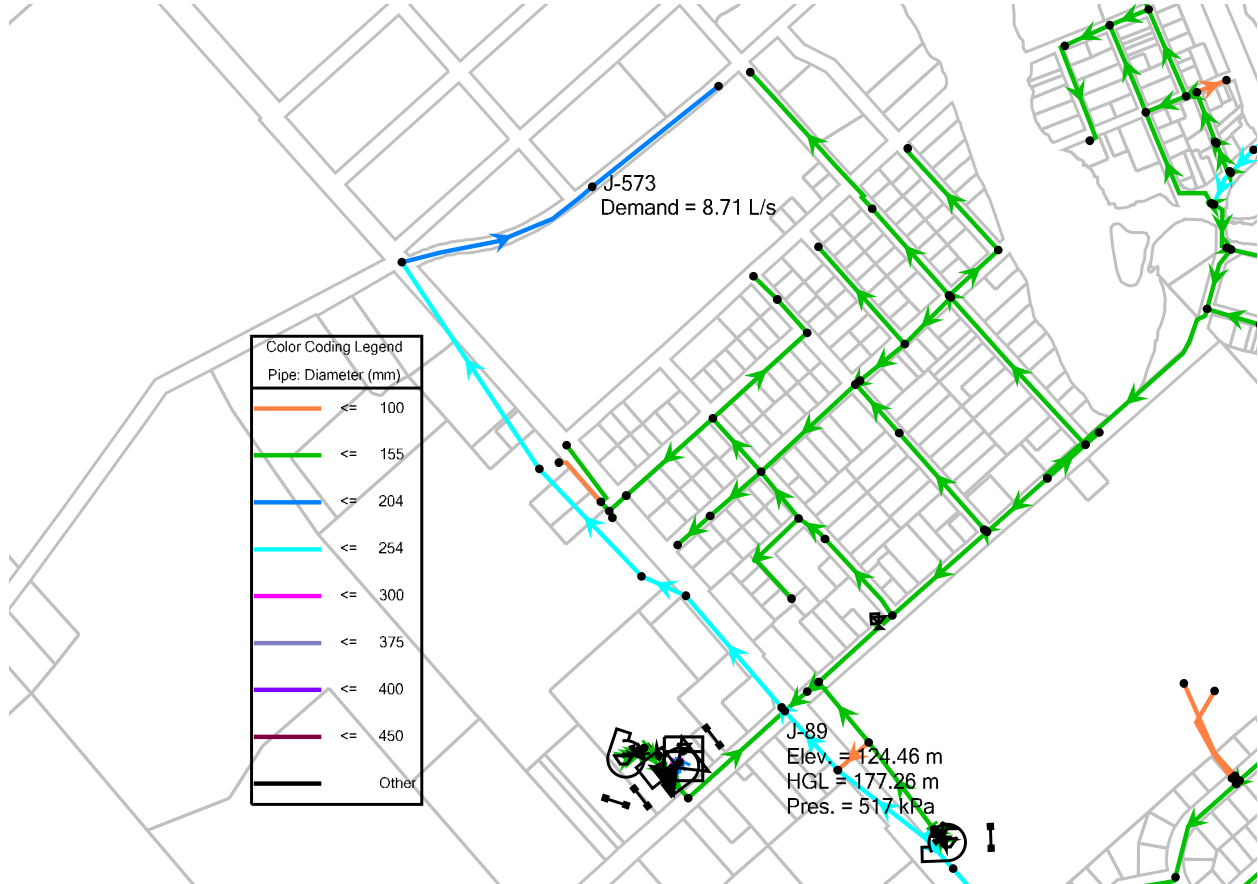 J-573
Demand = 8.71 L/s
Color Coding Legend
Pipe: Diameter (mm)
<= 100
<= 155
<= 204
<= 254
<= 300
<= 375
<= 400
<= 450
Other
J-89
Elev. = 124.46 m
HGL = 177.26 m
Pres. = 517 kPa